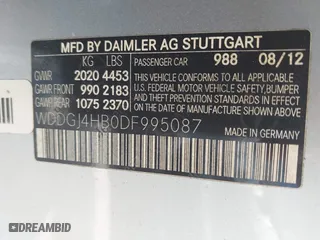 MFD BY DAIMLER AG STUTTGART
KG LBS PASSENGER CAR 988 08/12
GVWR 2020 4453
GAWR FRONT 990 2183
GAWR REAR 1075 2370
THIS VEHICLE CONFORMS TO ALL APPLICABLE
U.S. FEDERAL MOTOR VEHICLE SAFETY,
BUMPER, AND THEFT PREVENTION STANDARDS
IN EFFECT ON THE DATE OF MANUFACTURE
SHOWN ABOVE.
WDDGJ4HB0DF995087
MADE IN GERMANY
© DREAMBID
dreambid.com